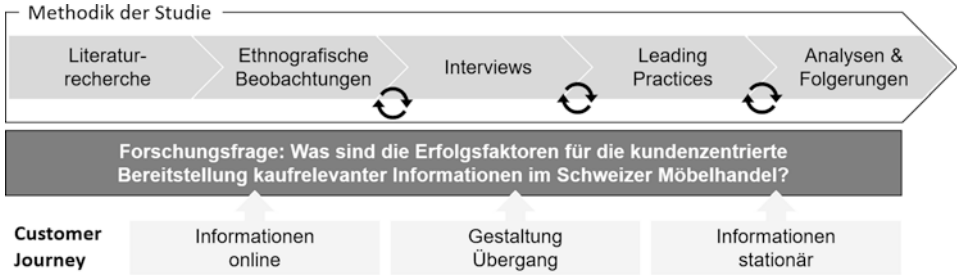 Methodik der Studie
Literatur-
recherche
Ethnografische
Beobachtungen
Interviews
Leading
Practices
Analysen &
Folgerungen
Forschungsfrage: Was sind die Erfolgsfaktoren für die kundenzentrierte
Bereitstellung kaufrelevanter Informationen im Schweizer Möbelhandel?
Customer
Journey
Informationen
online
Gestaltung
Übergang
Informationen
stationär